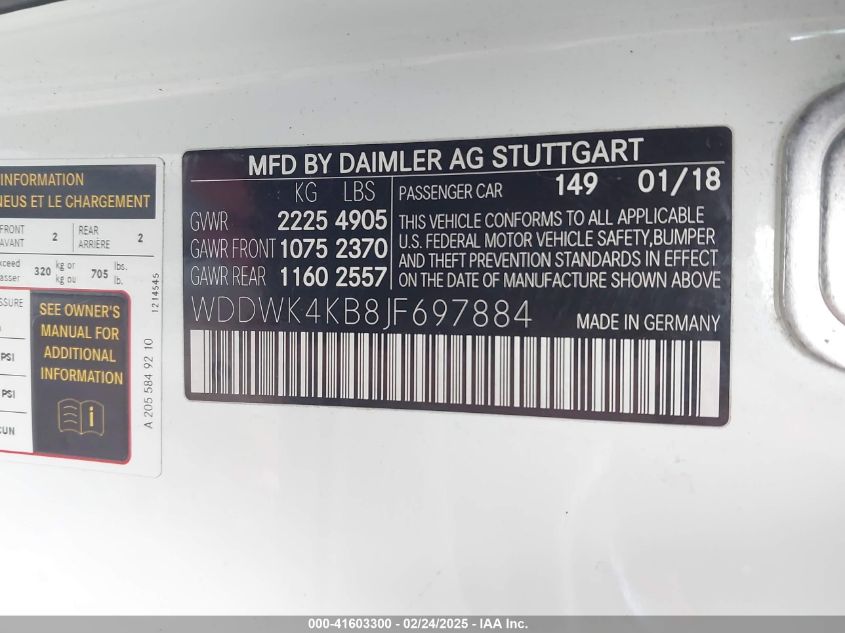 MFD BY DAIMLER AG STUTTGART
KG LBS
GVWR 2225 4905
GAWR FRONT 1075 2370
GAWR REAR 1160 2557
PASSENGER CAR 149 01/18
THIS VEHICLE CONFORMS TO ALL APPLICABLE
U.S. FEDERAL MOTOR VEHICLE SAFETY,BUMPER
AND THEFT PREVENTION STANDARDS IN EFFECT
ON THE DATE OF MANUFACTURE SHOWN ABOVE
WDDWK4KB8JF697884 MADE IN GERMANY
INFORMATION
NEUS ET LE CHARGEMENT
FRONT 2 REAR 2
AVANT ARRIÈRE
320 kg or 705 lbs.
kg ou lb.
SEE OWNER'S
MANUAL FOR
ADDITIONAL
INFORMATION
PSI
PSI
1214545
A 205 584 92 10
000-41603300 - 02/24/2025 - IAA Inc.